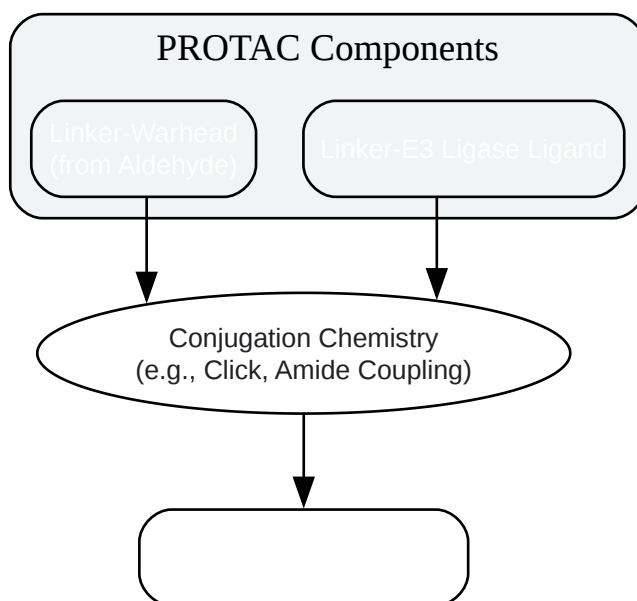 PROTAC Components
Linker-Warhead
(from Aldehyde)
Linker-E3 Ligase Ligand
Conjugation Chemistry
(e.g., Click, Amide Coupling)